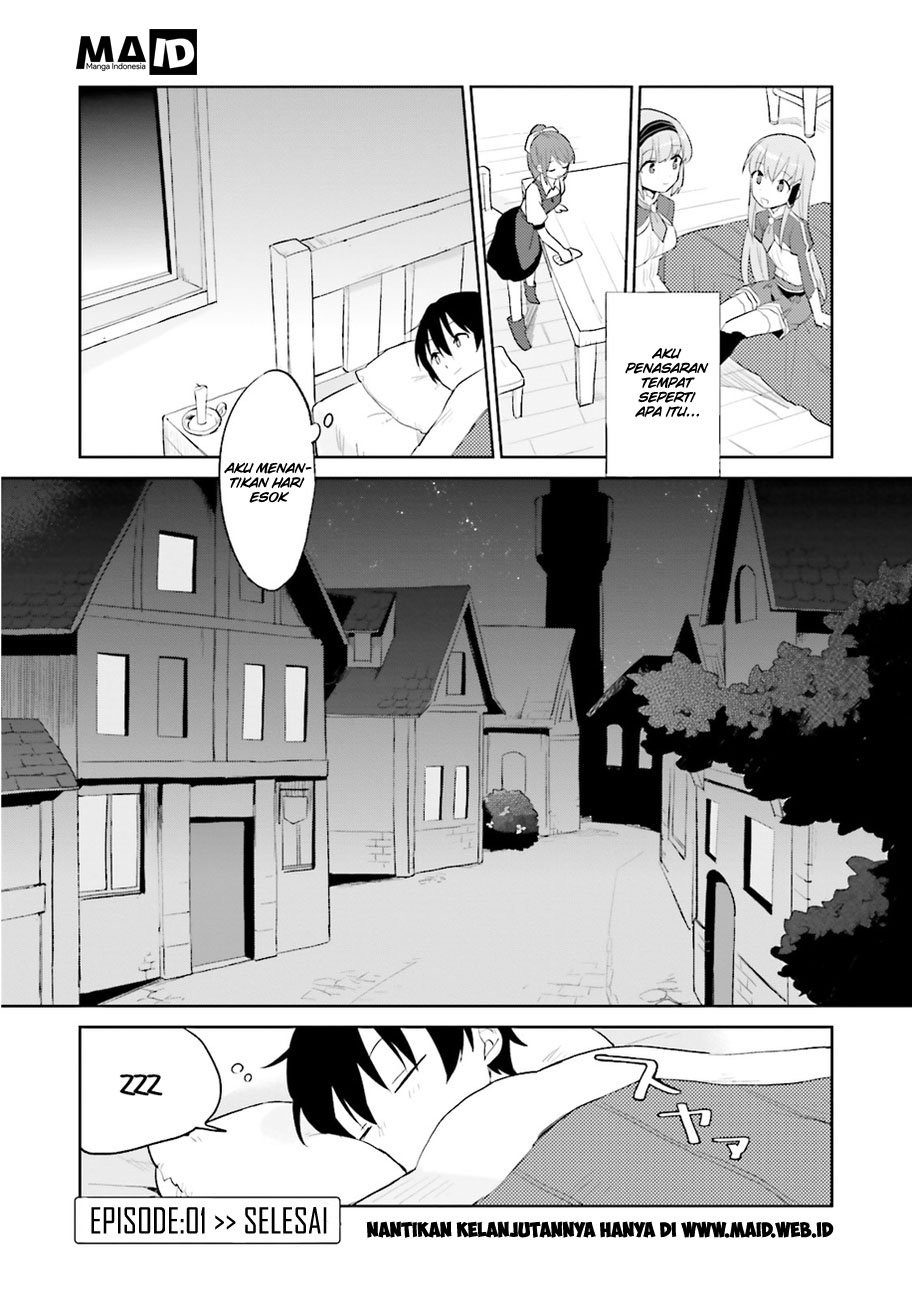 MAID
Manga Indonesia
AKU
PENASARAN
TEMPAT
SEPERTI
APA ITU...
AKU MENAN-
TIKAN HARI
ESOK
ZZZ
スヤァ
EPISODE:01 >> SELESAI
NANTIKAN KELANJUTANNYA HANYA DI WWW.MAID.WEB.ID